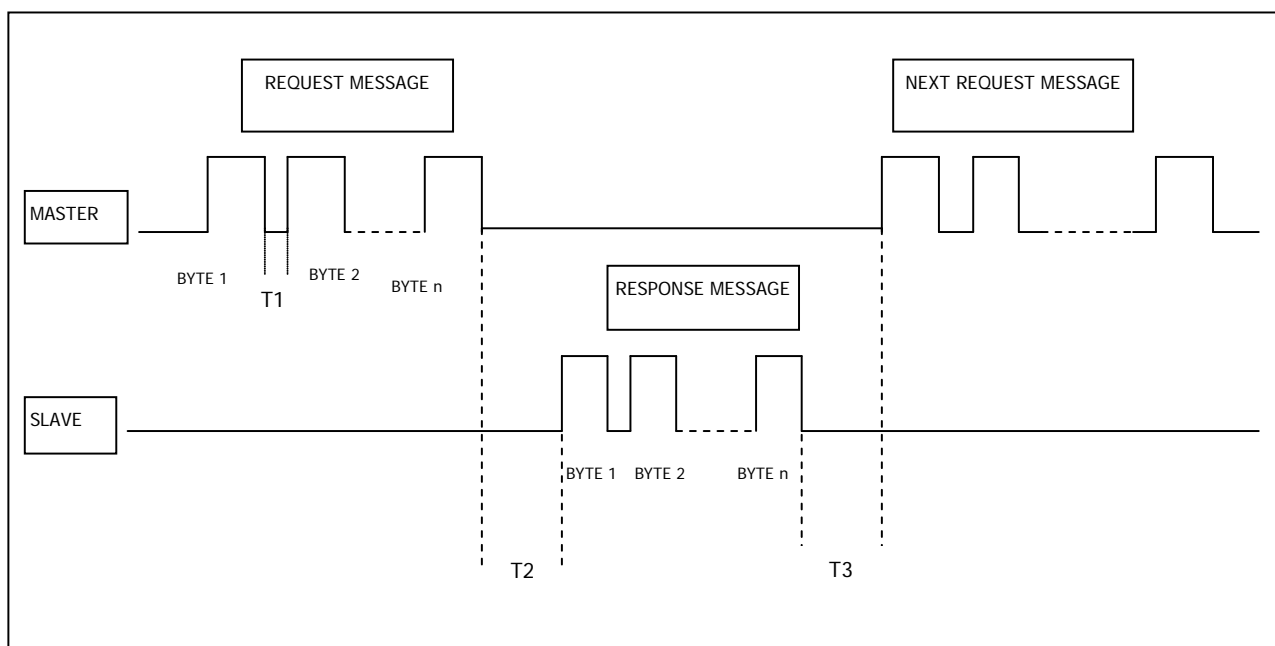 REQUEST MESSAGE
NEXT REQUEST MESSAGE
MASTER
BYTE 1
T1
BYTE 2
BYTE n
RESPONSE MESSAGE
SLAVE
BYTE 1
BYTE 2
BYTE n
T2
T3